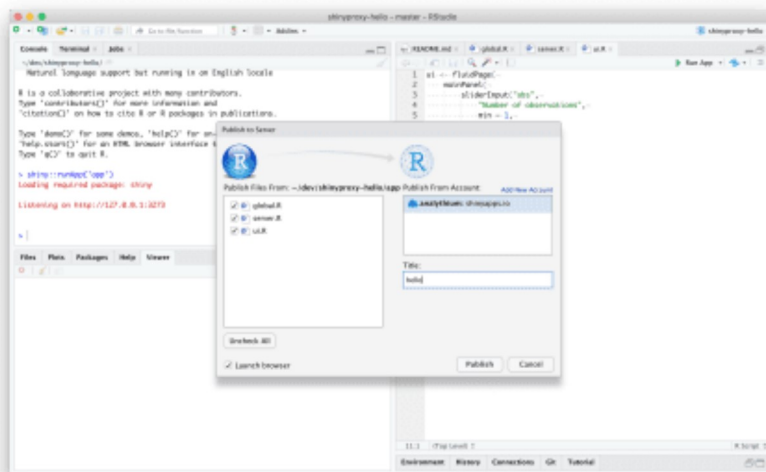 shinyproxy-hello - master - RStudio
Go to file/function
Addins
shinyproxy-hello
Console Terminal Jobs
~/dev/shinyproxy-hello/
Natural language support but running in an English locale
R is a collaborative project with many contributors.
Type 'contributors()' for more information and
'citation()' on how to cite R or R packages in publications.
Type 'demo()' for some demos, 'help()' for on-
'help.start()' for an HTML browser interface t
Type 'q()' to quit R.
> shiny::runApp('app')
Loading required package: shiny
Listening on http://127.0.0.1:3273
>
Files Plots Packages Help Viewer
README.md global.R server.R ui.R
Run App
1 ui <- fluidPage(
2 mainPanel(
3 sliderInput("obs",
4 "Number of observations",
5 min = 1,
Publish to Server
Publish Files From: ~/dev/shinyproxy-hello/app
global.R
server.R
ui.R
Uncheck All
Launch browser
Publish From Account:
Add New Account
analythium: shinyapps.io
Title:
hello
Publish
Cancel
11:1 (Top Level) R Script
Environment History Connections Git Tutorial